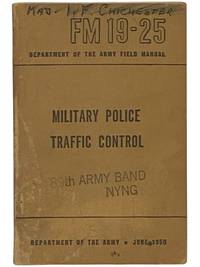 MAJ I. F. CHICHESTER
FM 19-25
DEPARTMENT OF THE ARMY FIELD MANUAL
MILITARY POLICE
TRAFFIC CONTROL
89th ARMY BAND
NYNG
DEPARTMENT OF THE ARMY • JUNE 1950